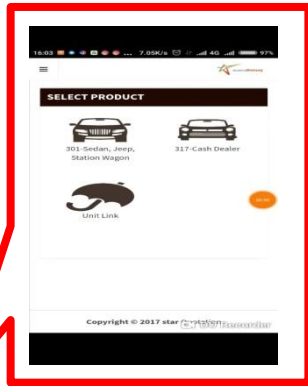 16:03 ... 7.05K/s 4G 97%
SELECT PRODUCT
301-Sedan, Jeep,
Station Wagon
317-Cash Dealer
Unit Link
Copyright © 2017 star
Recorder